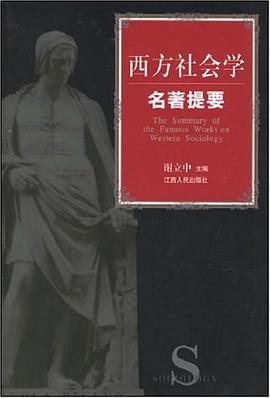 西方社会学
名著提要
The Summary of
the Famous Works on
Western Sociology
谢立中 主编
江西人民出版社
S
SOCIOLOGY